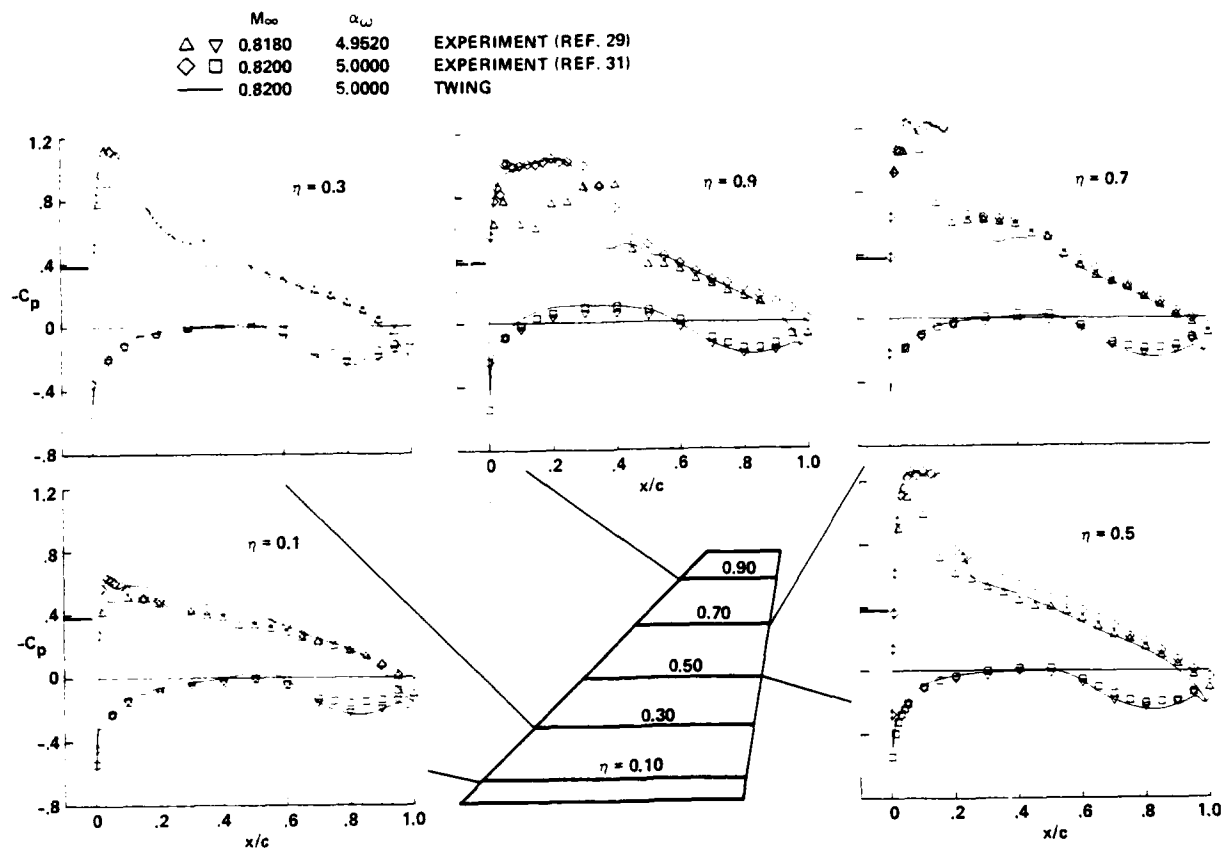 M∞ αω
0.8180 4.9520 EXPERIMENT (REF. 29)
0.8200 5.0000 EXPERIMENT (REF. 31)
0.8200 5.0000 TWING
1.2
.8
.4
0
-.4
-.8
-Cp
η = 0.3
η = 0.9
0 .2 .4 .6 .8 1.0
x/c
η = 0.7
1.2
.8
.4
0
-.4
-.8
-Cp
η = 0.1
0 .2 .4 .6 .8 1.0
x/c
0.90
0.70
0.50
0.30
η = 0.10
η = 0.5
0 .2 .4 .6 .8 1.0
x/c